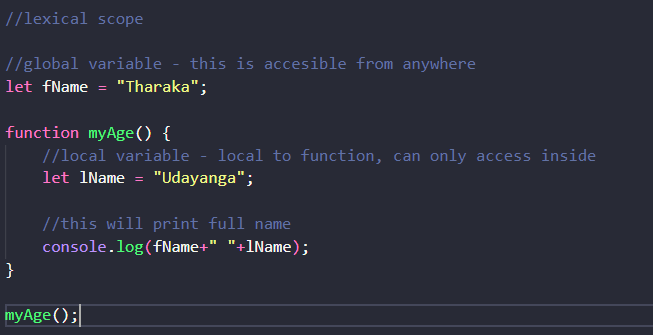 //lexical scope
//global variable - this is accesible from anywhere
let fName = "Tharaka";
function myAge() {
//local variable - local to function, can only access inside
let lName = "Udayanga";
//this will print full name
console.log(fName+" "+lName);
}
myAge();